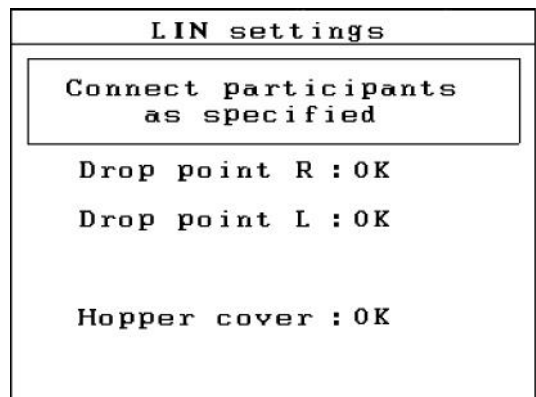 LIN settings
Connect participants
as specified
Drop point R : OK
Drop point L : OK
Hopper cover : OK